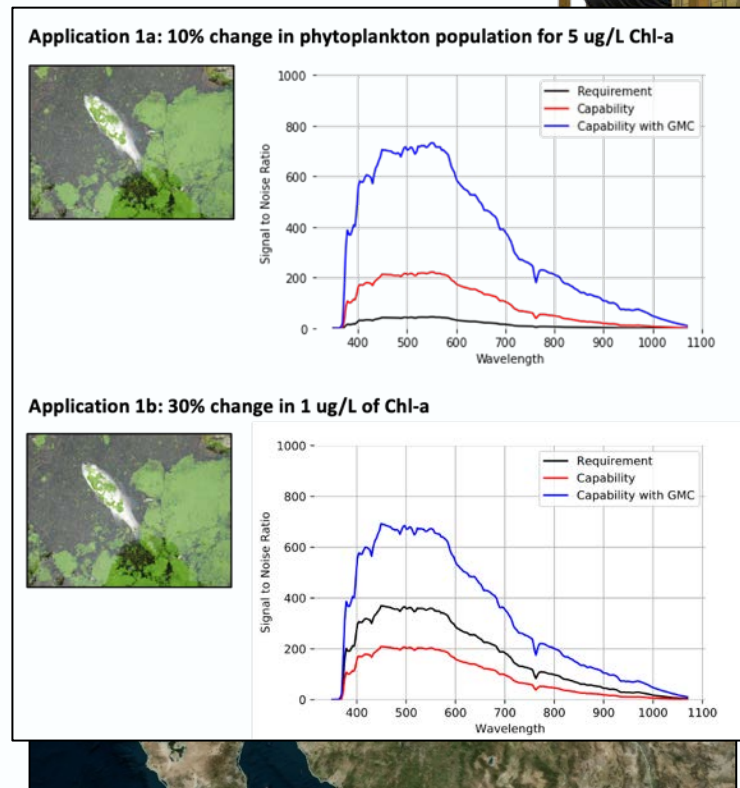 Application 1a: 10% change in phytoplankton population for 5 ug/L Chl-a
1000
800
600
400
200
0
Signal to Noise Ratio
Requirement
Capability
Capability with GMC
400 500 600 700 800 900 1000 1100
Wavelength
Application 1b: 30% change in 1 ug/L of Chl-a
1000
800
600
400
200
0
Signal to Noise Ratio
Requirement
Capability
Capability with GMC
400 500 600 700 800 900 1000 1100
Wavelength